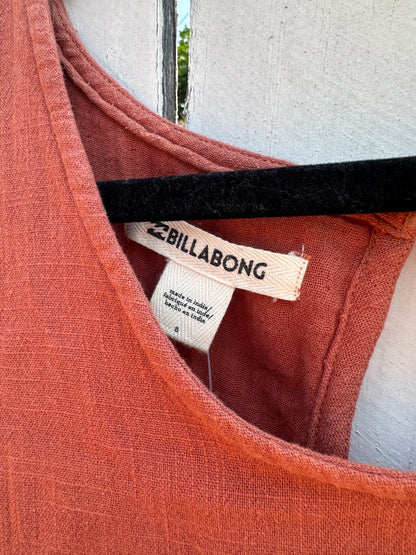 BILLABONG
made in india/
fabriqué en inde/
hecho en india
8